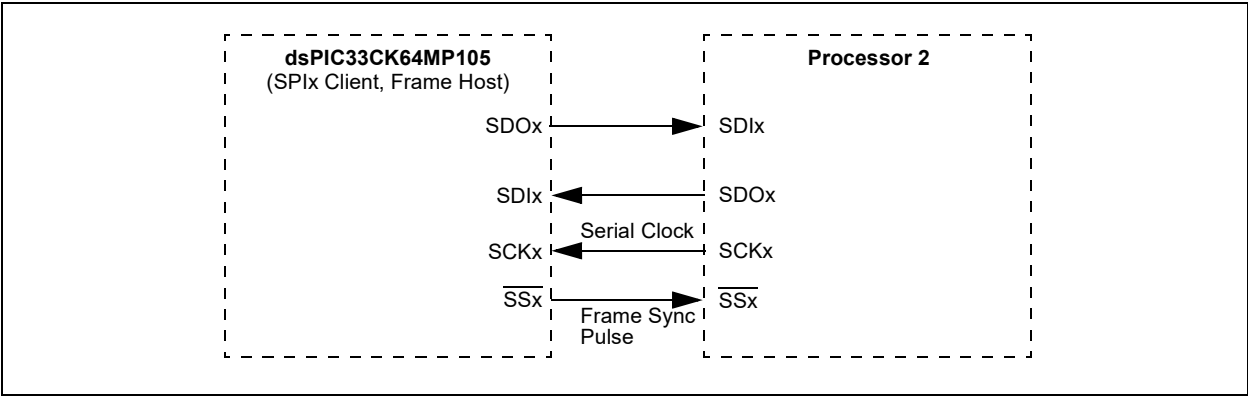 dsPIC33CK64MP105
(SPIx Client, Frame Host)
Processor 2
SDOx
SDIx
SDIx
SDOx
Serial Clock
SCKx
SCKx
SSx
SSx
Frame Sync
Pulse